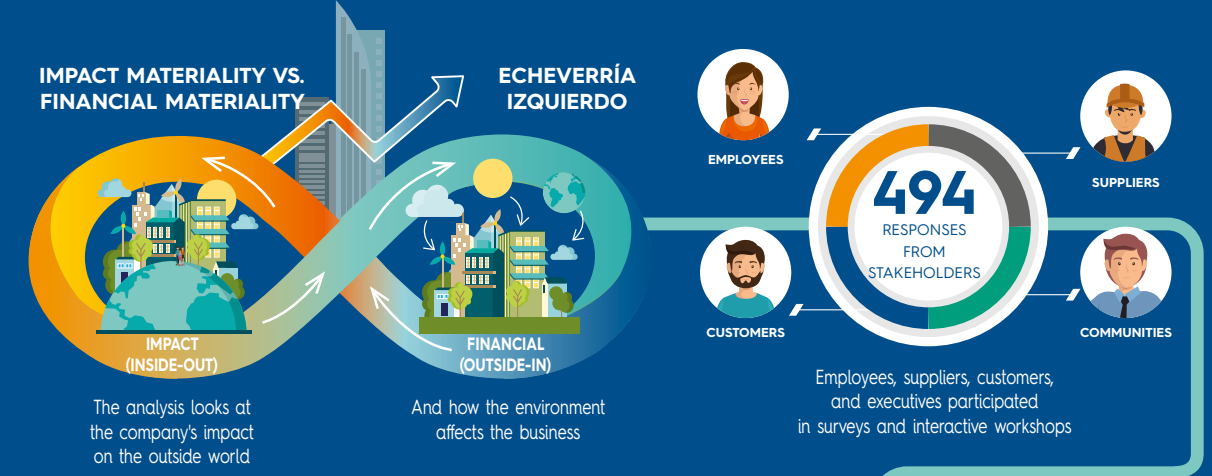 IMPACT MATERIALITY VS.
FINANCIAL MATERIALITY
ECHEVERRÍA
IZQUIERDO
IMPACT
(INSIDE-OUT)
FINANCIAL
(OUTSIDE-IN)
The analysis looks at
the company's impact
on the outside world
And how the environment
affects the business
EMPLOYEES
SUPPLIERS
CUSTOMERS
COMMUNITIES
494
RESPONSES
FROM
STAKEHOLDERS
Employees, suppliers, customers,
and executives participated
in surveys and interactive workshops